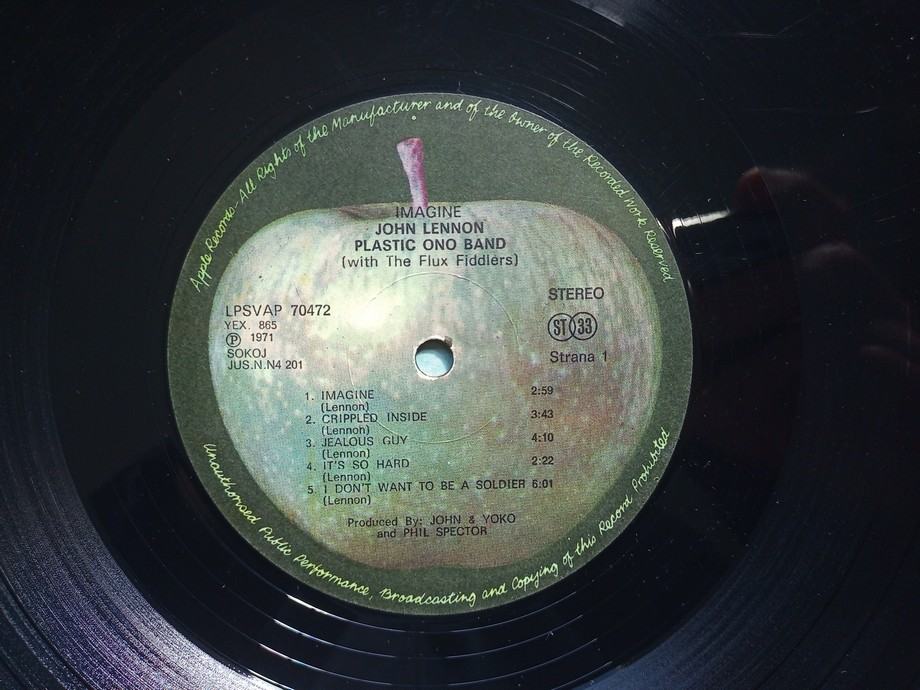 Apple Records-All Rights of the Manufacturer and of the Owner of the Recorded Work Reserved
IMAGINE
JOHN LENNON
PLASTIC ONO BAND
(with The Flux Fiddlers)
LPSVAP 70472
YEX. 865
Ⓟ 1971
SOKOJ
JUS.N.N4 201
STEREO
ST 33
Strana 1
1. IMAGINE 2:59
(Lennon)
2. CRIPPLED INSIDE 3:43
(Lennon)
3. JEALOUS GUY 4:10
(Lennon)
4. IT'S SO HARD 2:22
(Lennon)
5. I DON'T WANT TO BE A SOLDIER 6:01
(Lennon)
Produced By: JOHN & YOKO
and PHIL SPECTOR
Unauthorised Public Performance, Broadcasting and Copying of this Record Prohibited